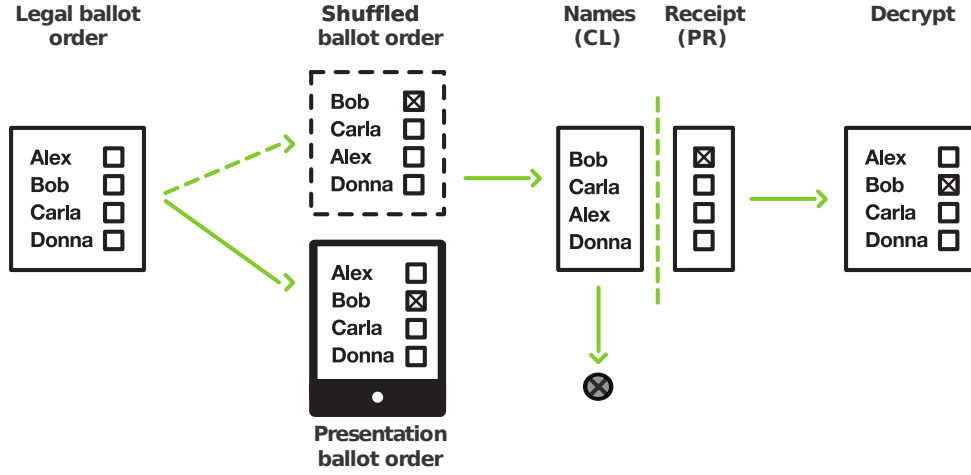 Legal ballot
order
Shuffled
ballot order
Names
(CL)
Receipt
(PR)
Decrypt
Alex
Bob
Carla
Donna
Bob
Carla
Alex
Donna
Alex
Bob
Carla
Donna
Presentation
ballot order
Bob
Carla
Alex
Donna
Alex
Bob
Carla
Donna